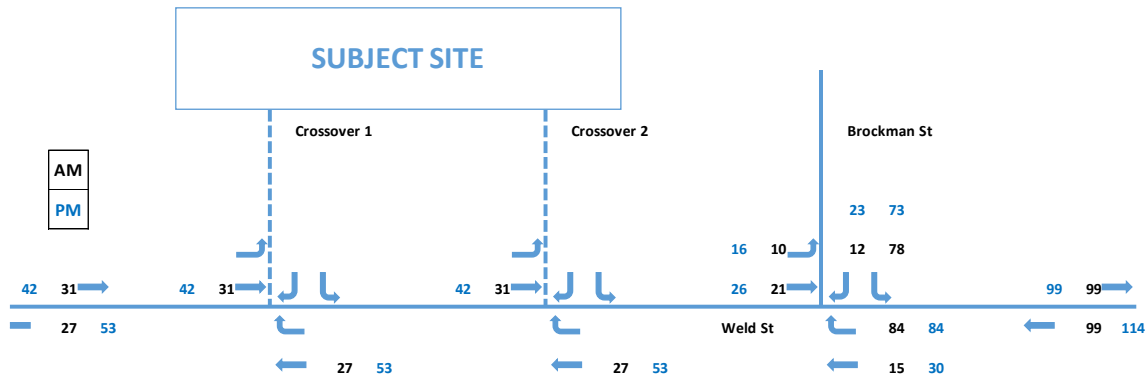 SUBJECT SITE
Crossover 1 Crossover 2 Brockman St
AM
PM
23 73
16 10 12 78
42 31 42 31 42 31 26 21 99 99
27 53 Weld St 84 84 99 114
27 53 27 53 15 30